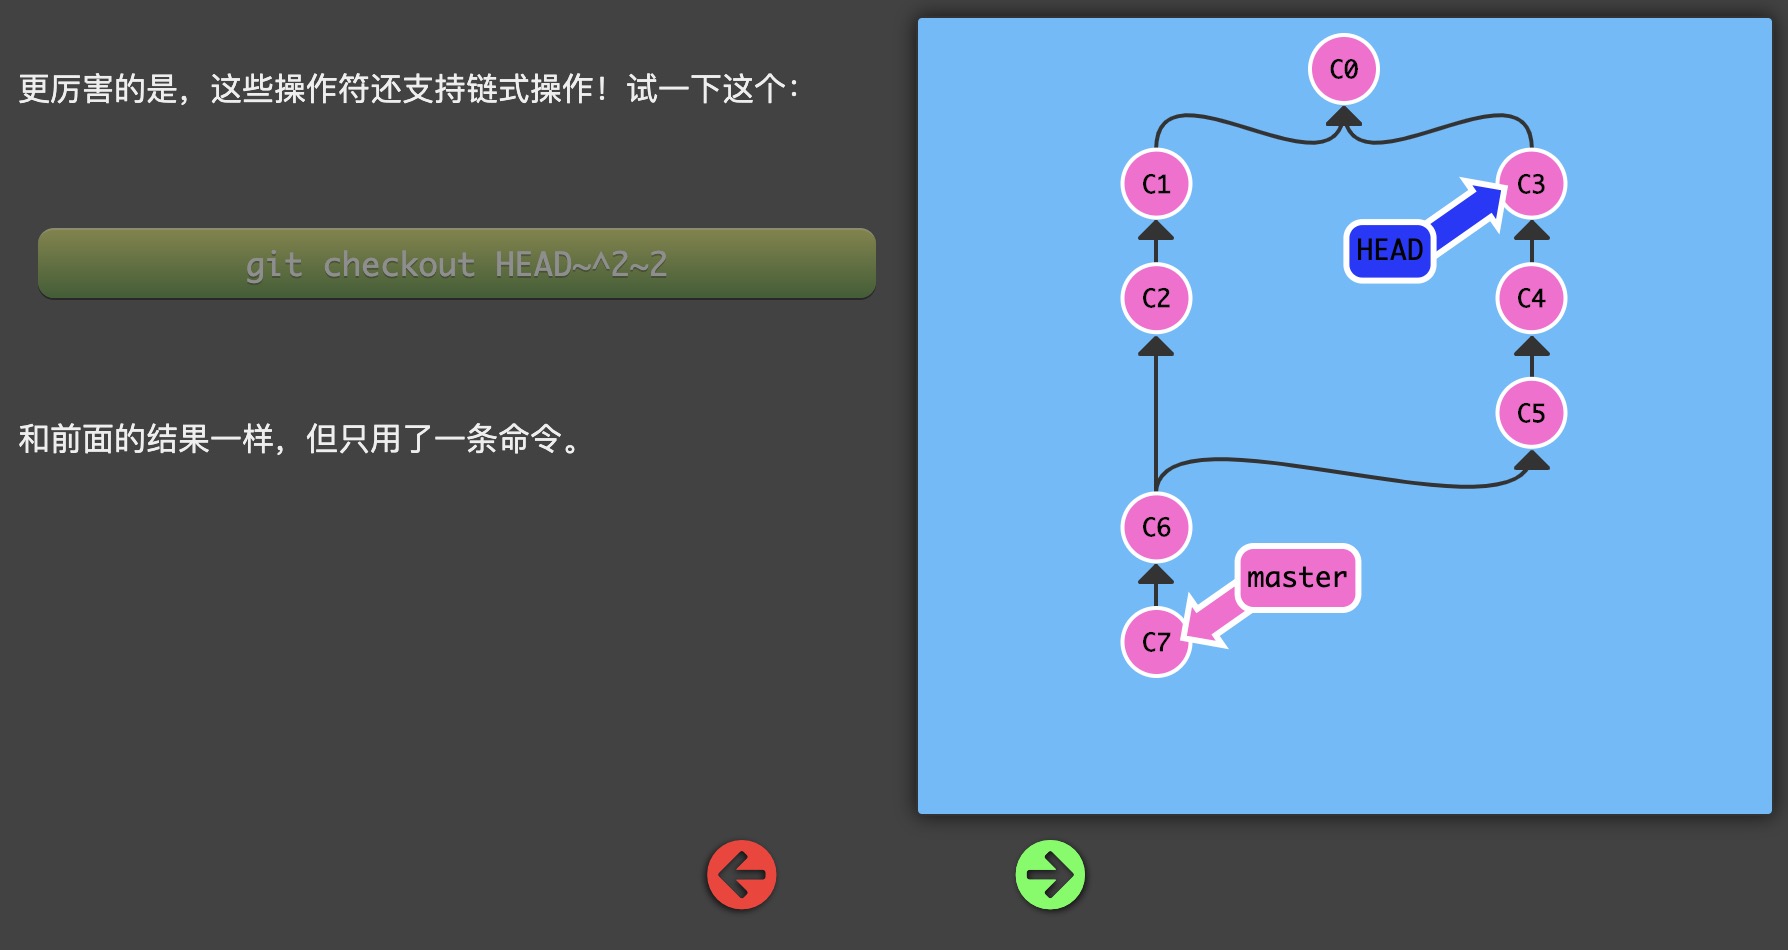 更厉害的是，这些操作符还支持链式操作！试一下这个：
git checkout HEAD~^2~2
和前面的结果一样，但只用了一条命令。
C0
C1
C3
HEAD
C2
C4
C5
C6
master
C7